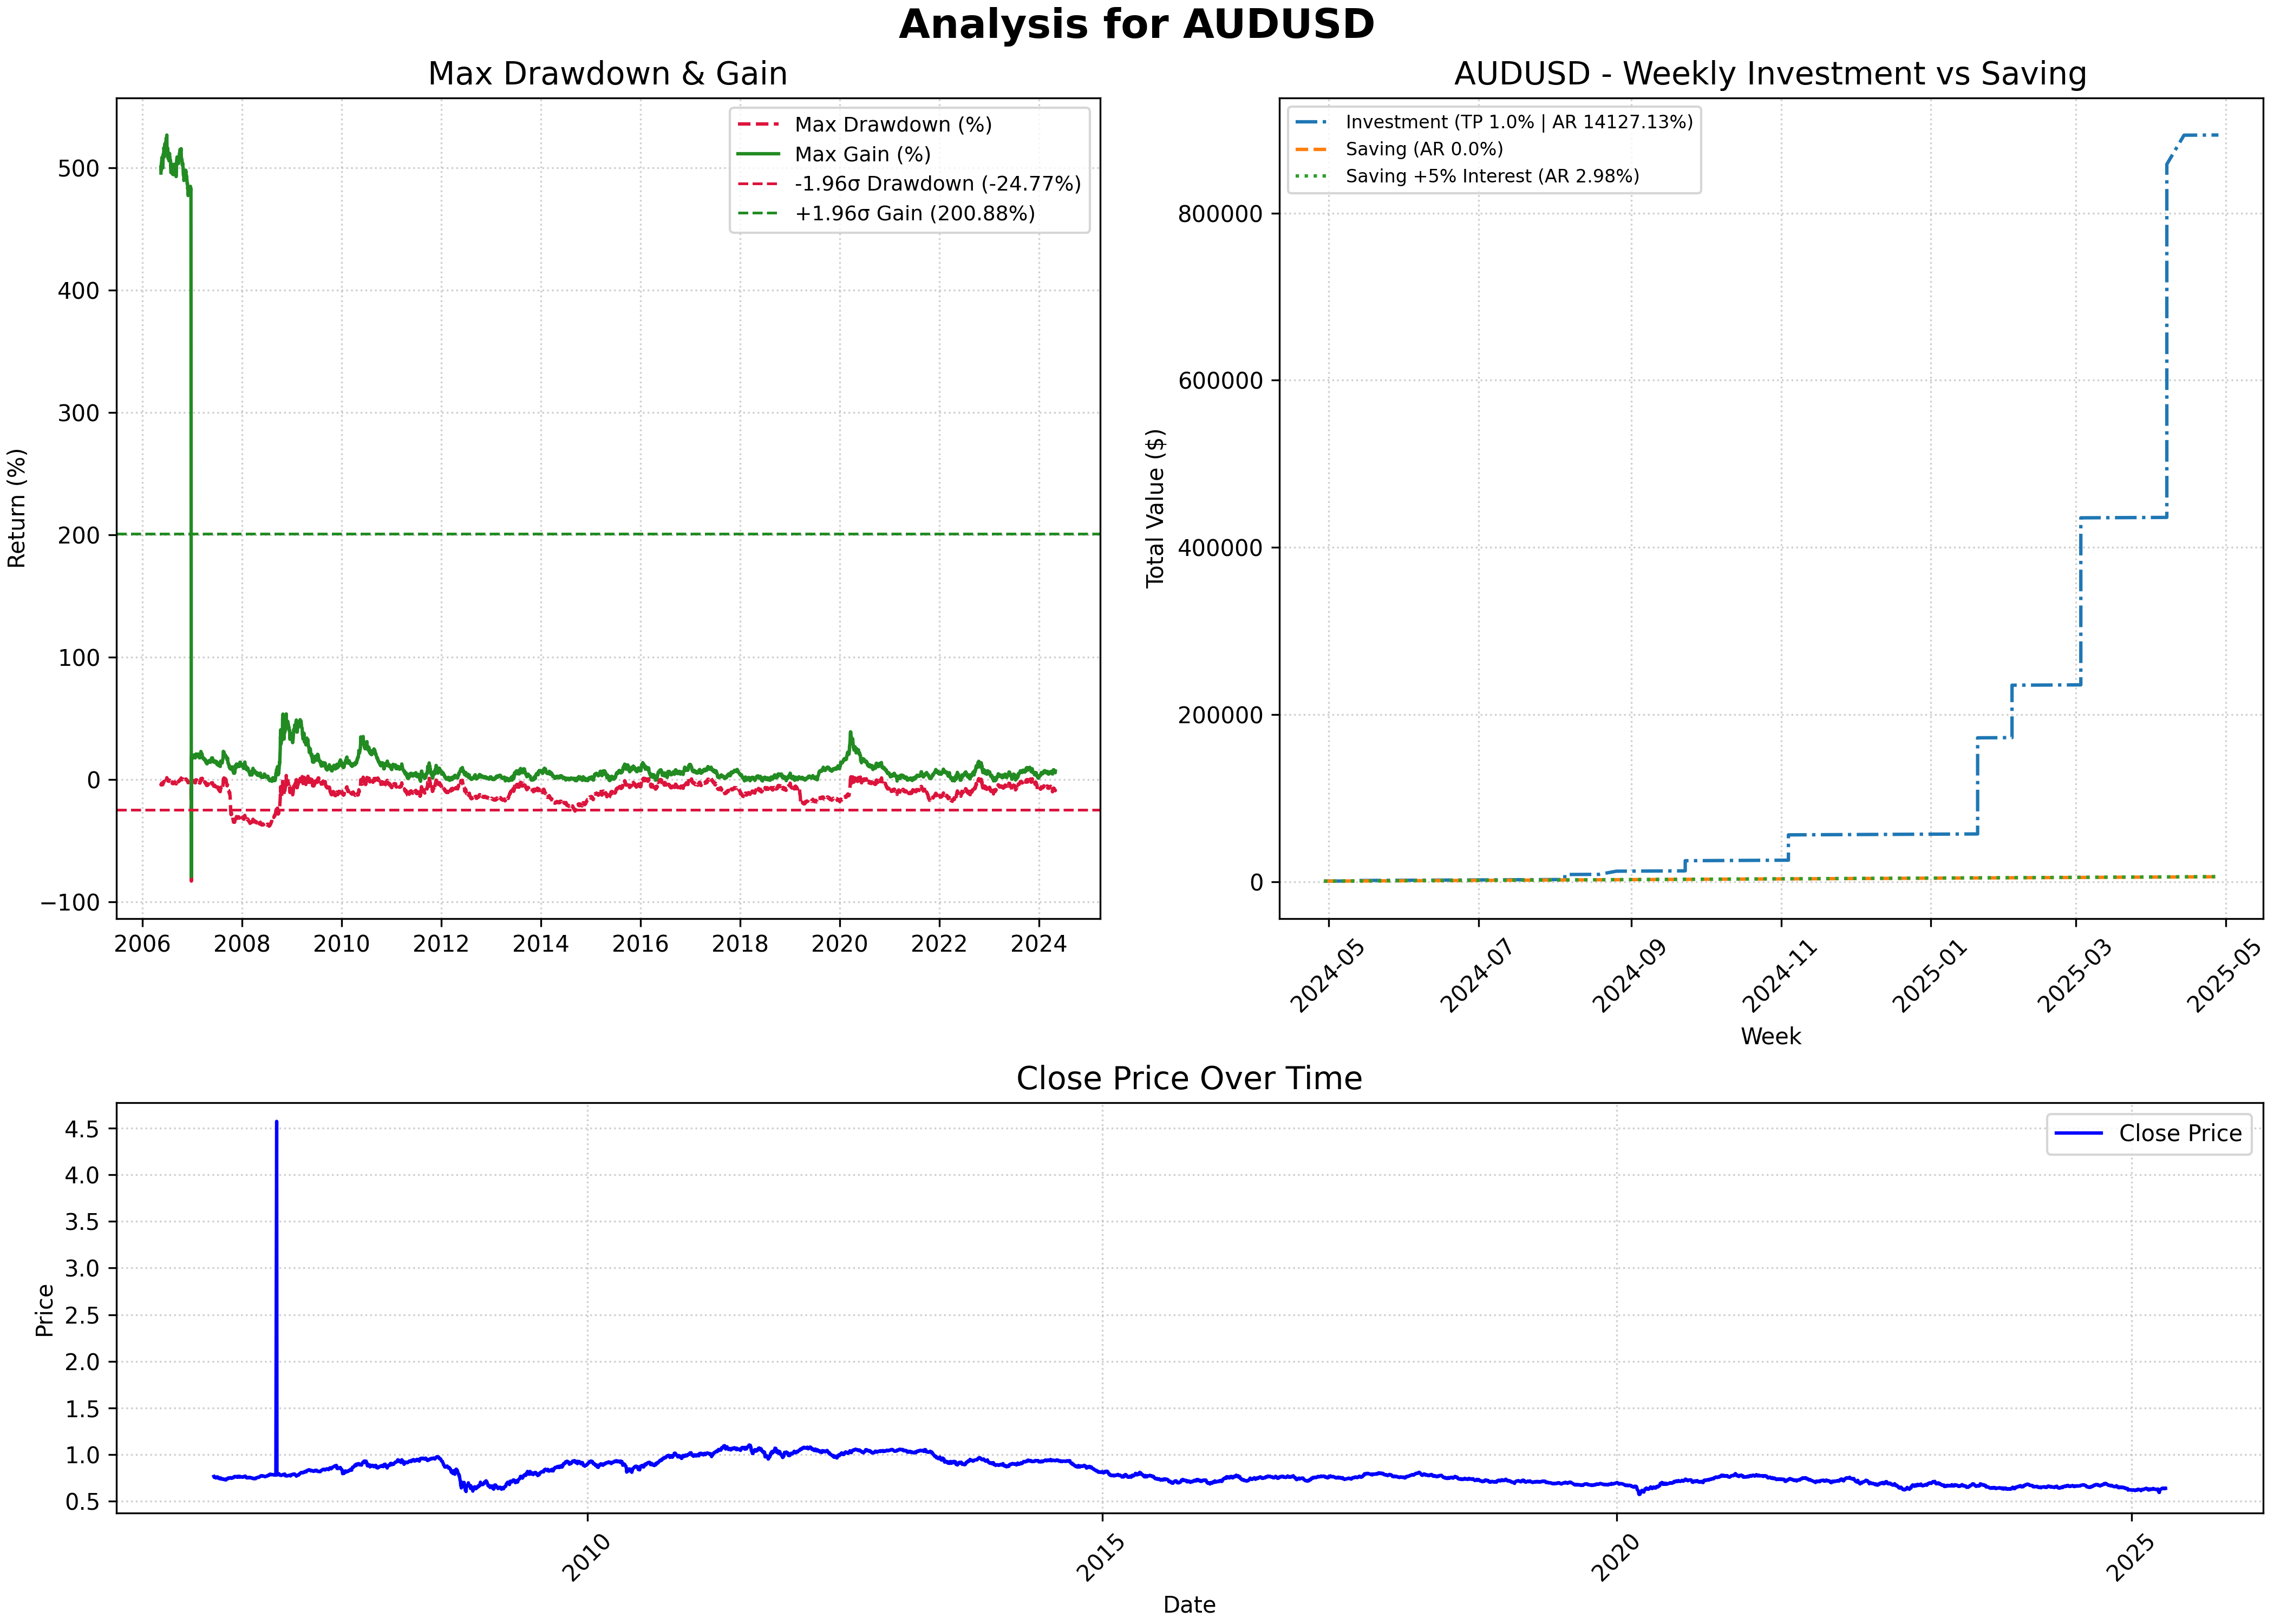 Analysis for AUDUSD
Max Drawdown & Gain
Return (%)
500
400
300
200
100
0
−100
2006 2008 2010 2012 2014 2016 2018 2020 2022 2024
Max Drawdown (%)
Max Gain (%)
-1.96σ Drawdown (-24.77%)
+1.96σ Gain (200.88%)
AUDUSD - Weekly Investment vs Saving
Total Value ($)
800000
600000
400000
200000
0
2024-05 2024-07 2024-09 2024-11 2025-01 2025-03 2025-05
Week
Investment (TP 1.0% | AR 14127.13%)
Saving (AR 0.0%)
Saving +5% Interest (AR 2.98%)
Close Price Over Time
Price
4.5
4.0
3.5
3.0
2.5
2.0
1.5
1.0
0.5
2010 2015 2020 2025
Date
Close Price